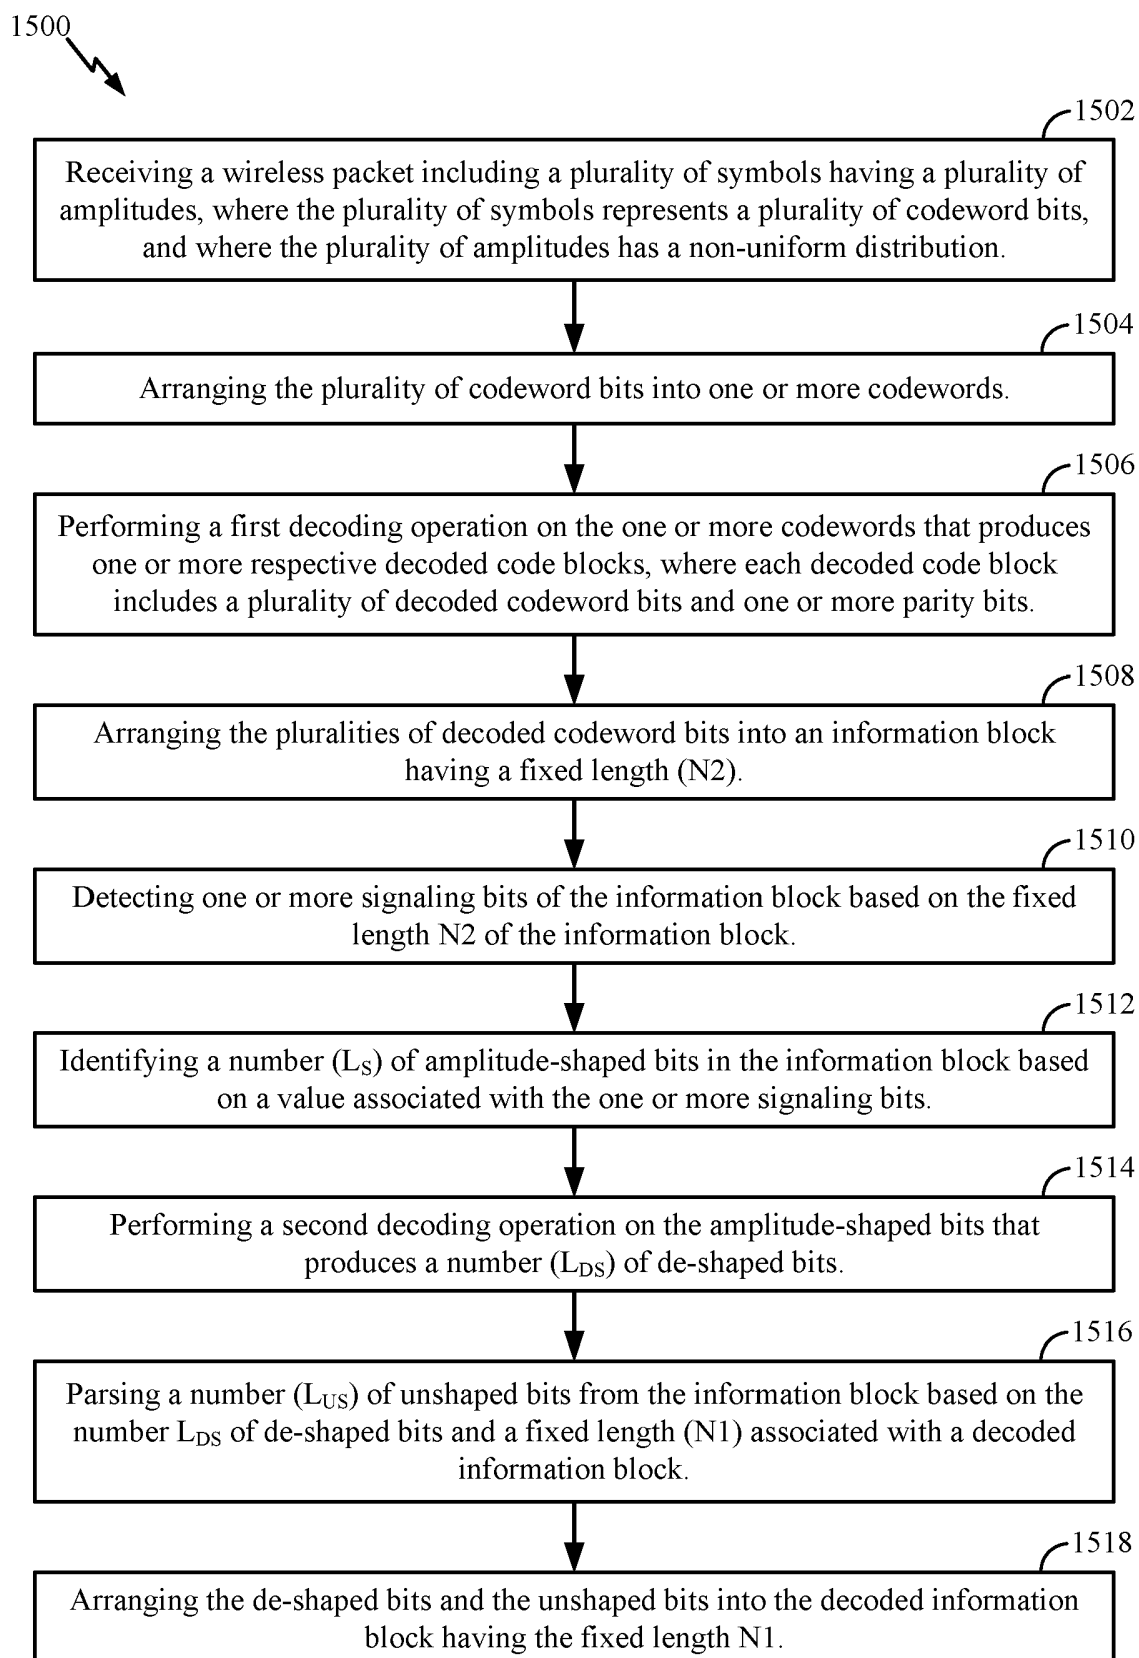 1500
1502
Receiving a wireless packet including a plurality of symbols having a plurality of
amplitudes, where the plurality of symbols represents a plurality of codeword bits,
and where the plurality of amplitudes has a non-uniform distribution.
1504
Arranging the plurality of codeword bits into one or more codewords.
1506
Performing a first decoding operation on the one or more codewords that produces
one or more respective decoded code blocks, where each decoded code block
includes a plurality of decoded codeword bits and one or more parity bits.
1508
Arranging the pluralities of decoded codeword bits into an information block
having a fixed length (N2).
1510
Detecting one or more signaling bits of the information block based on the fixed
length N2 of the information block.
1512
Identifying a number (LS) of amplitude-shaped bits in the information block based
on a value associated with the one or more signaling bits.
1514
Performing a second decoding operation on the amplitude-shaped bits that
produces a number (LDS) of de-shaped bits.
1516
Parsing a number (LUS) of unshaped bits from the information block based on the
number LDS of de-shaped bits and a fixed length (N1) associated with a decoded
information block.
1518
Arranging the de-shaped bits and the unshaped bits into the decoded information
block having the fixed length N1.